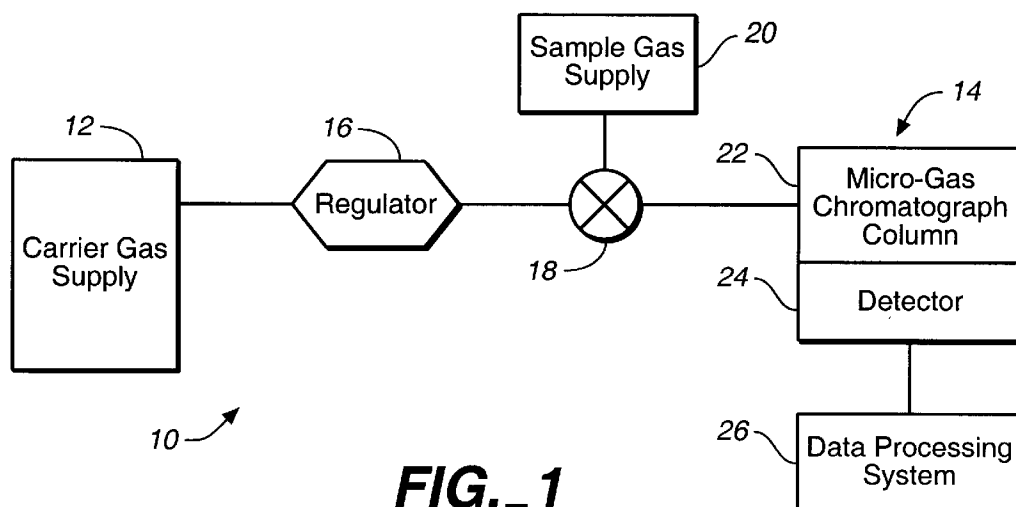 20
Sample Gas
Supply
14
12
16
22
Micro-Gas
Chromatograph
Column
Regulator
Carrier Gas
Supply
18
24
Detector
10
26
Data Processing
System
FIG._1